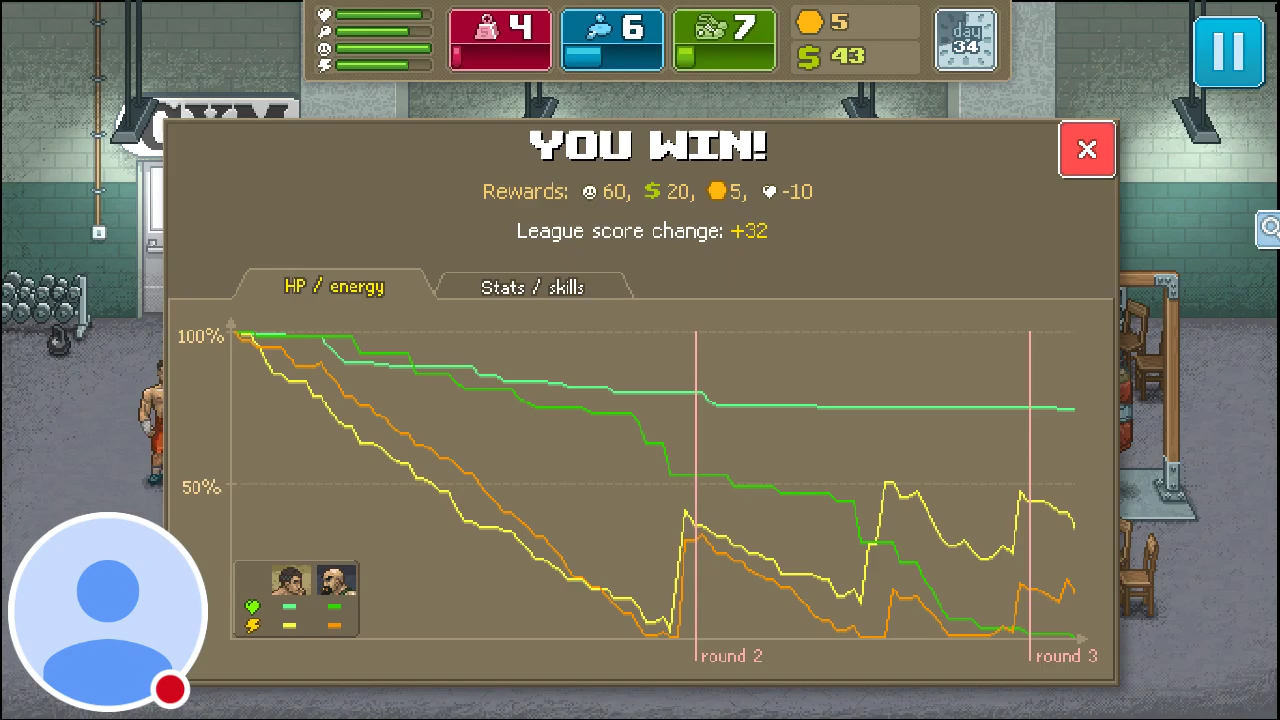 4
6
7
5
$ 43
day
34
YOU WIN!
Rewards: 60, $ 20, 5, -10
League score change: +32
HP / energy
Stats / skills
100%
50%
round 2
round 3